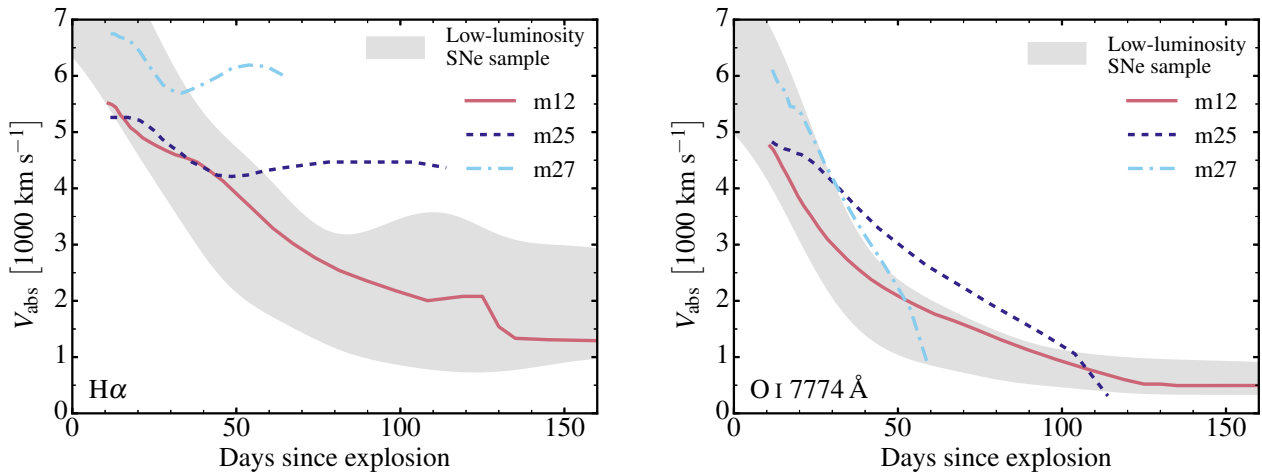 7
6
5
4
3
2
1
0
V_abs [1000 km s⁻¹]
Low-luminosity
SNe sample
m12
m25
m27
Hα
0 50 100 150
Days since explosion
7
6
5
4
3
2
1
0
V_abs [1000 km s⁻¹]
Low-luminosity
SNe sample
m12
m25
m27
O I 7774 Å
0 50 100 150
Days since explosion